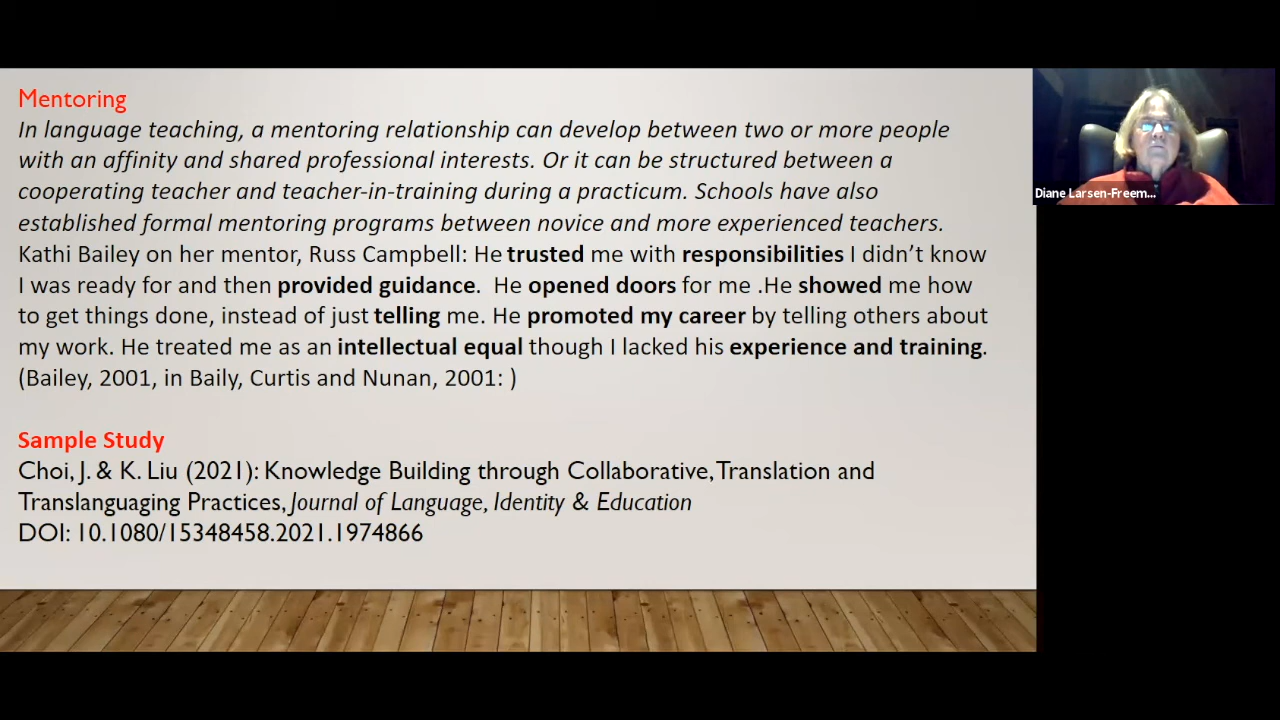 Mentoring
In language teaching, a mentoring relationship can develop between two or more people
with an affinity and shared professional interests. Or it can be structured between a
cooperating teacher and teacher-in-training during a practicum. Schools have also
established formal mentoring programs between novice and more experienced teachers.
Kathi Bailey on her mentor, Russ Campbell: He trusted me with responsibilities I didn’t know
I was ready for and then provided guidance.  He opened doors for me .He showed me how
to get things done, instead of just telling me. He promoted my career by telling others about
my work. He treated me as an intellectual equal though I lacked his experience and training.
(Bailey, 2001, in Baily, Curtis and Nunan, 2001: )
Sample Study
Choi, J. & K. Liu (2021): Knowledge Building through Collaborative, Translation and
Translanguaging Practices, Journal of Language, Identity & Education
DOI: 10.1080/15348458.2021.1974866
Diane Larsen-Freem...